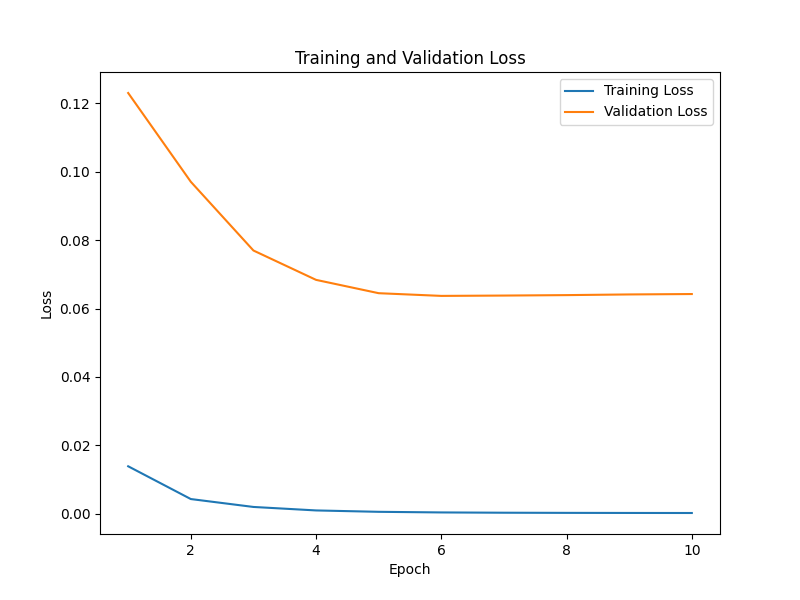 Training and Validation Loss
Training Loss
Validation Loss
0.12
0.10
0.08
0.06
0.04
0.02
0.00
Loss
2
4
6
8
10
Epoch